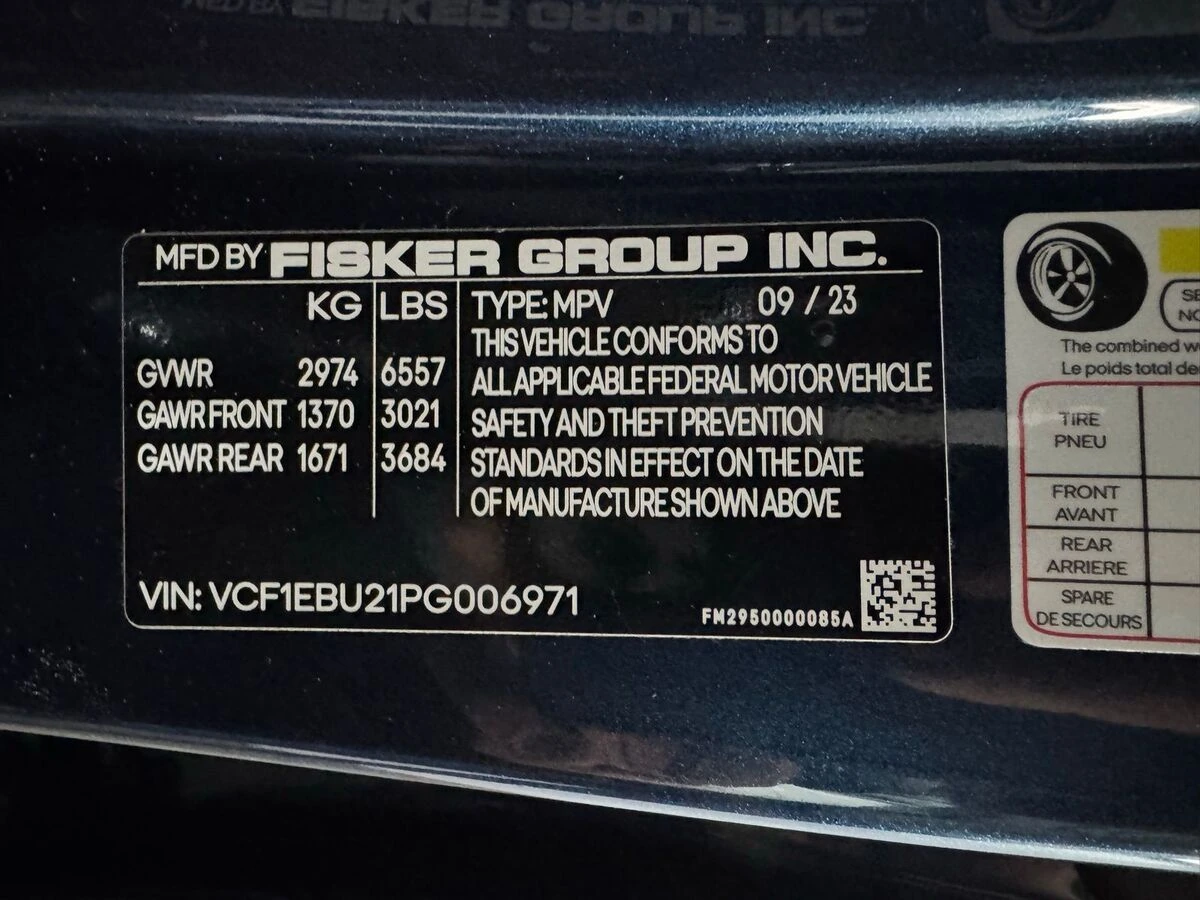 MFD BY FISKER GROUP INC.
KG LBS TYPE: MPV 09 / 23
THIS VEHICLE CONFORMS TO
GVWR 2974 6557 ALL APPLICABLE FEDERAL MOTOR VEHICLE
GAWR FRONT 1370 3021 SAFETY AND THEFT PREVENTION
GAWR REAR 1671 3684 STANDARDS IN EFFECT ON THE DATE
OF MANUFACTURE SHOWN ABOVE
VIN: VCF1EBU21PG006971
FM2950000085A
The combined
Le poids total
TIRE
PNEU
FRONT
AVANT
REAR
ARRIERE
SPARE
DE SECOURS